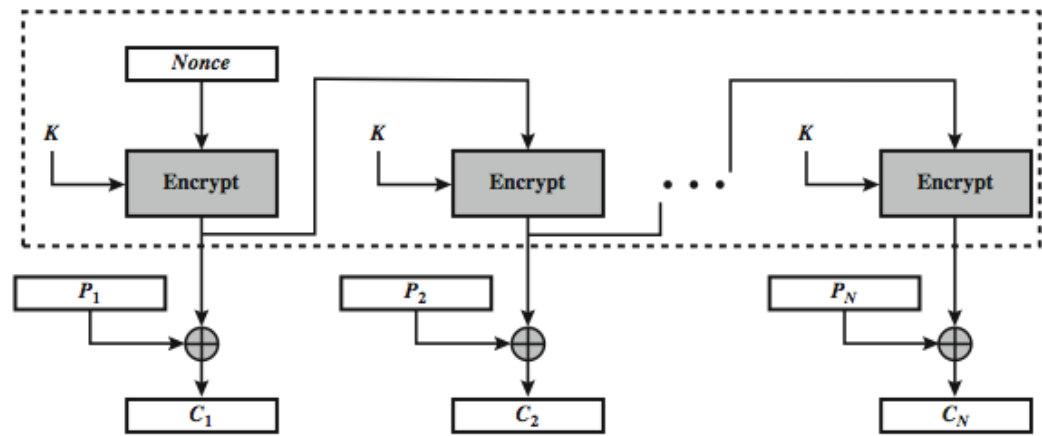 Nonce
K K K
Encrypt Encrypt • • • Encrypt
P1 P2 PN
C1 C2 CN